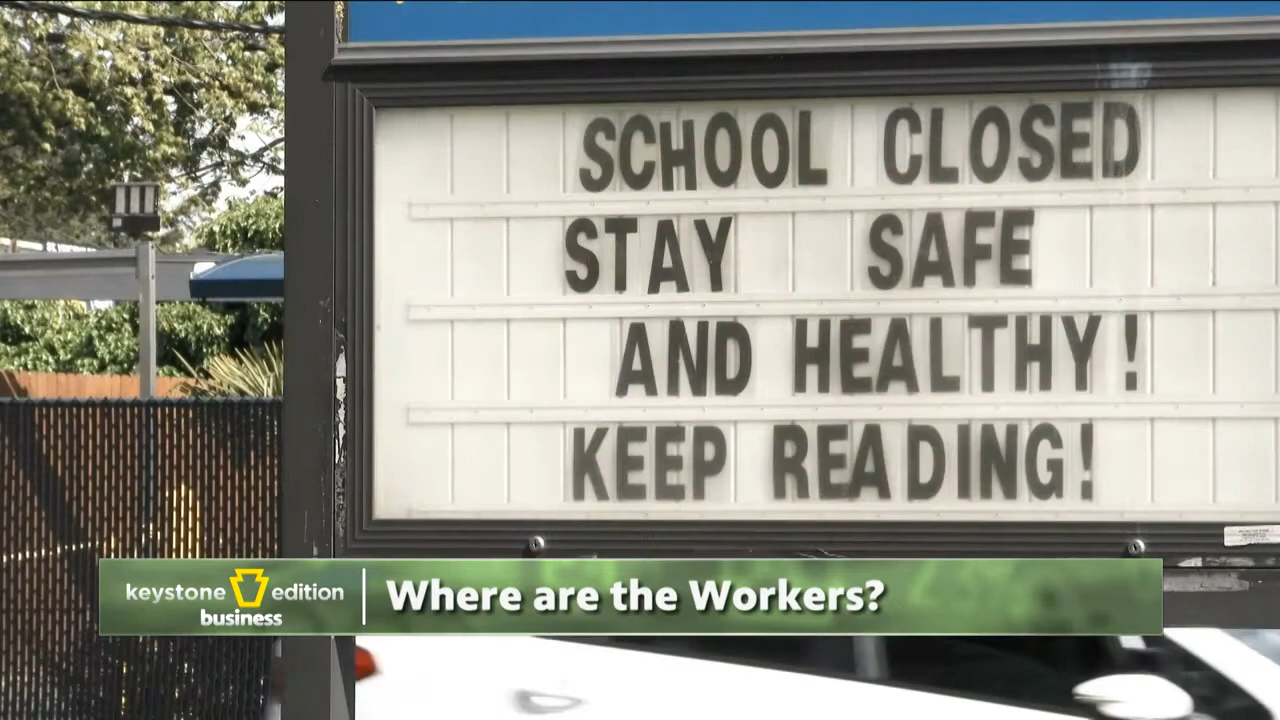 SCHOOL CLOSED
STAY SAFE
AND HEALTHY!
KEEP READING!
keystone edition
business
Where are the Workers?